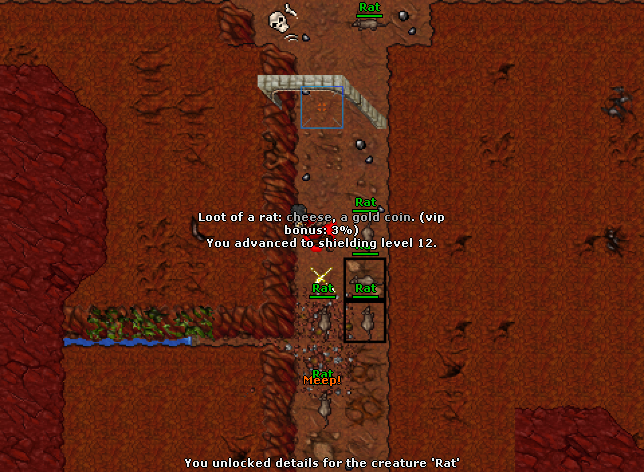 Rat
Rat
Loot of a rat: cheese, a gold coin. (vip
bonus: 3%)
You advanced to shielding level 12.
Rat
Rat
Rat
Meep!
You unlocked details for the creature 'Rat'